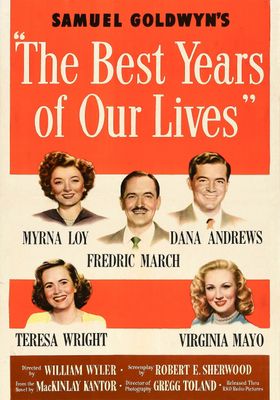 SAMUEL GOLDWYN'S
"The Best Years
of Our Lives"
MYRNA LOY
DANA ANDREWS
FREDRIC MARCH
TERESA WRIGHT
VIRGINIA MAYO
Directed by WILLIAM WYLER Screenplay by ROBERT E. SHERWOOD
From the Novel by MacKINLAY KANTOR Director of Photography GREGG TOLAND Released Thru RKO Radio Pictures